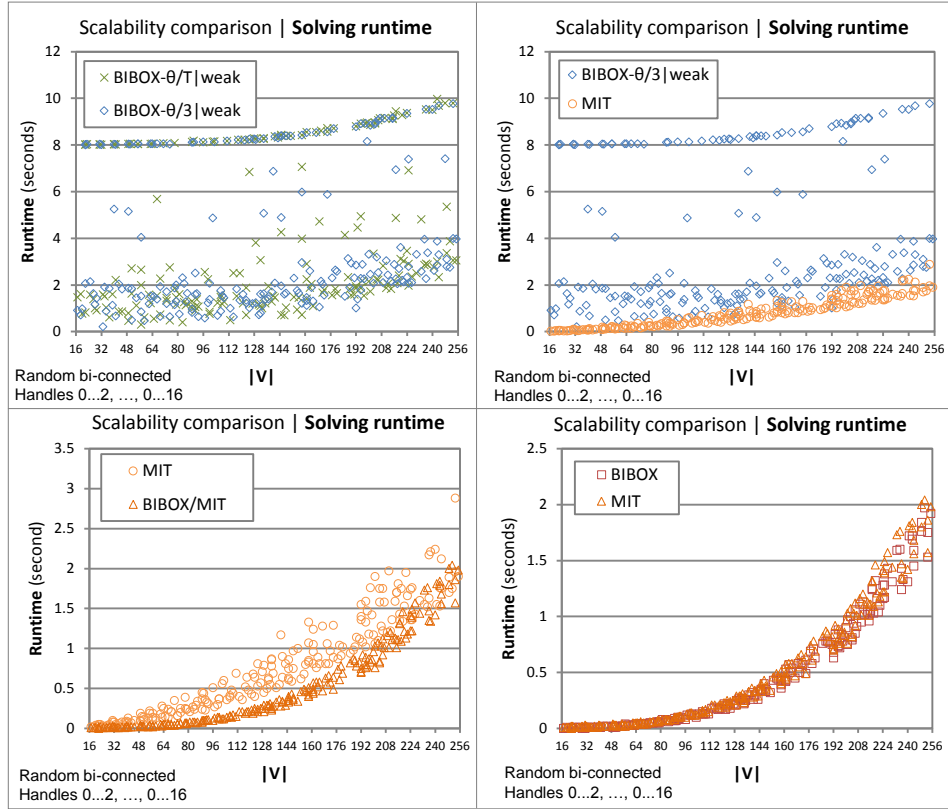 Scalability comparison | Solving runtime
12
10
8
6
4
2
0
Runtime (seconds)
BIBOX-θ/T|weak
BIBOX-θ/3|weak
16 32 48 64 80 96 112 128 144 160 176 192 208 224 240 256
|V|
Random bi-connected
Handles 0...2, ..., 0...16
Scalability comparison | Solving runtime
12
10
8
6
4
2
0
Runtime (seconds)
BIBOX-θ/3|weak
MIT
16 32 48 64 80 96 112 128 144 160 176 192 208 224 240 256
|V|
Random bi-connected
Handles 0...2, ..., 0...16
Scalability comparison | Solving runtime
3.5
3
2.5
2
1.5
1
0.5
0
Runtime (second)
MIT
BIBOX/MIT
16 32 48 64 80 96 112 128 144 160 176 192 208 224 240 256
|V|
Random bi-connected
Handles 0...2, ..., 0...16
Scalability comparison | Solving runtime
2.5
2
1.5
1
0.5
0
Runtime (seconds)
BIBOX
MIT
16 32 48 64 80 96 112 128 144 160 176 192 208 224 240 256
|V|
Random bi-connected
Handles 0...2, ..., 0...16